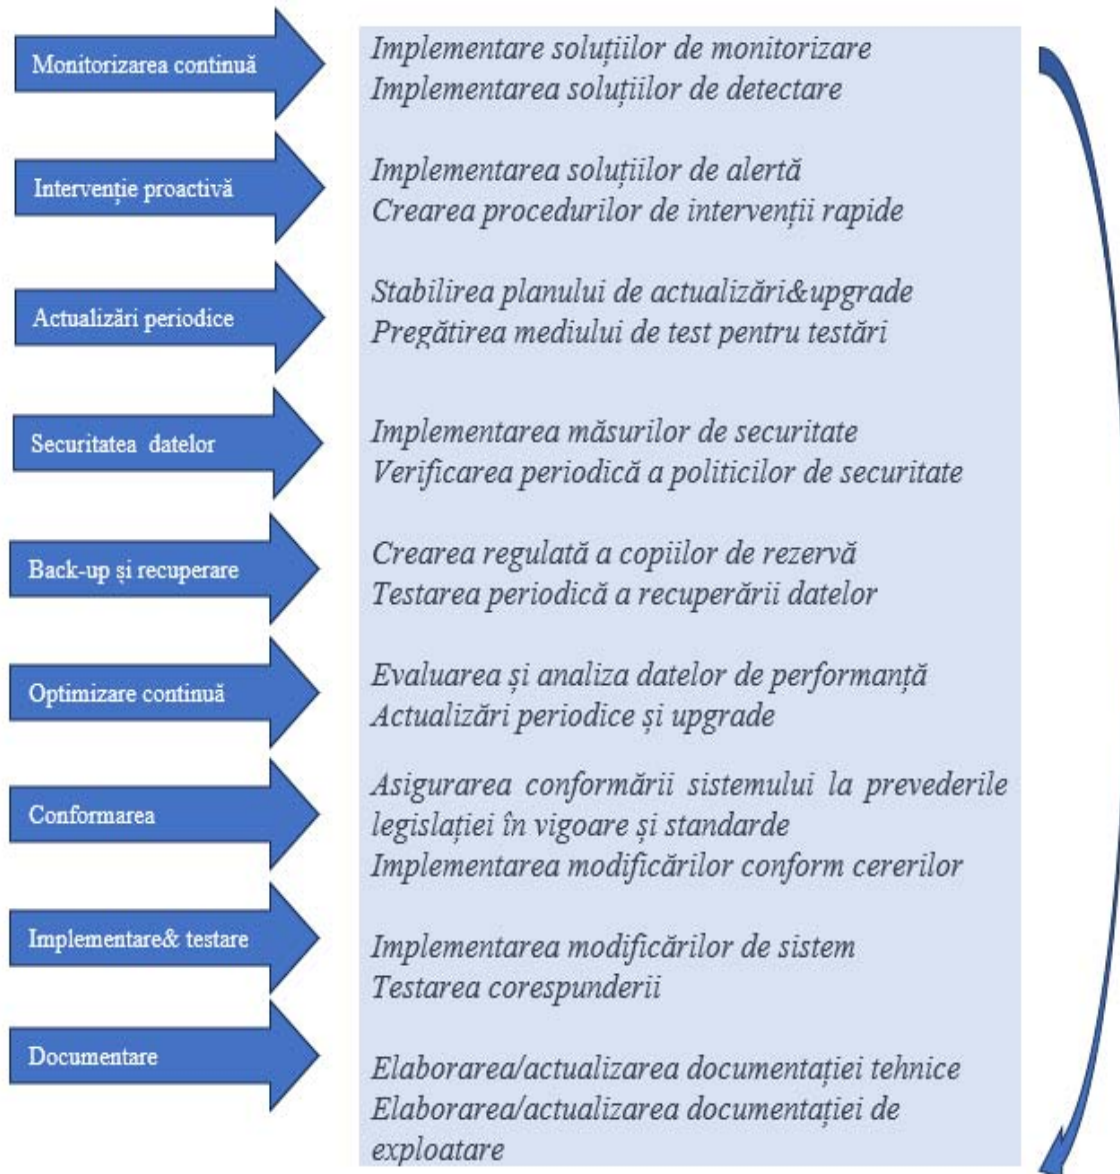 Monitorizarea continuă
Implementare soluțiilor de monitorizare
Implementarea soluțiilor de detectare
Intervenție proactivă
Implementarea soluțiilor de alertă
Crearea procedurilor de intervenții rapide
Actualizări periodice
Stabilirea planului de actualizări&upgrade
Pregătirea mediului de test pentru testări
Securitatea datelor
Implementarea măsurilor de securitate
Verificarea periodică a politicilor de securitate
Back-up și recuperare
Crearea regulată a copiilor de rezervă
Testarea periodică a recuperării datelor
Optimizare continuă
Evaluarea și analiza datelor de performanță
Actualizări periodice și upgrade
Conformarea
Asigurarea conformării sistemului la prevederile
legislației în vigoare și standarde
Implementarea modificărilor conform cererilor
Implementare& testare
Implementarea modificărilor de sistem
Testarea corespunderii
Documentare
Elaborarea/actualizarea documentației tehnice
Elaborarea/actualizarea documentației de
exploatare